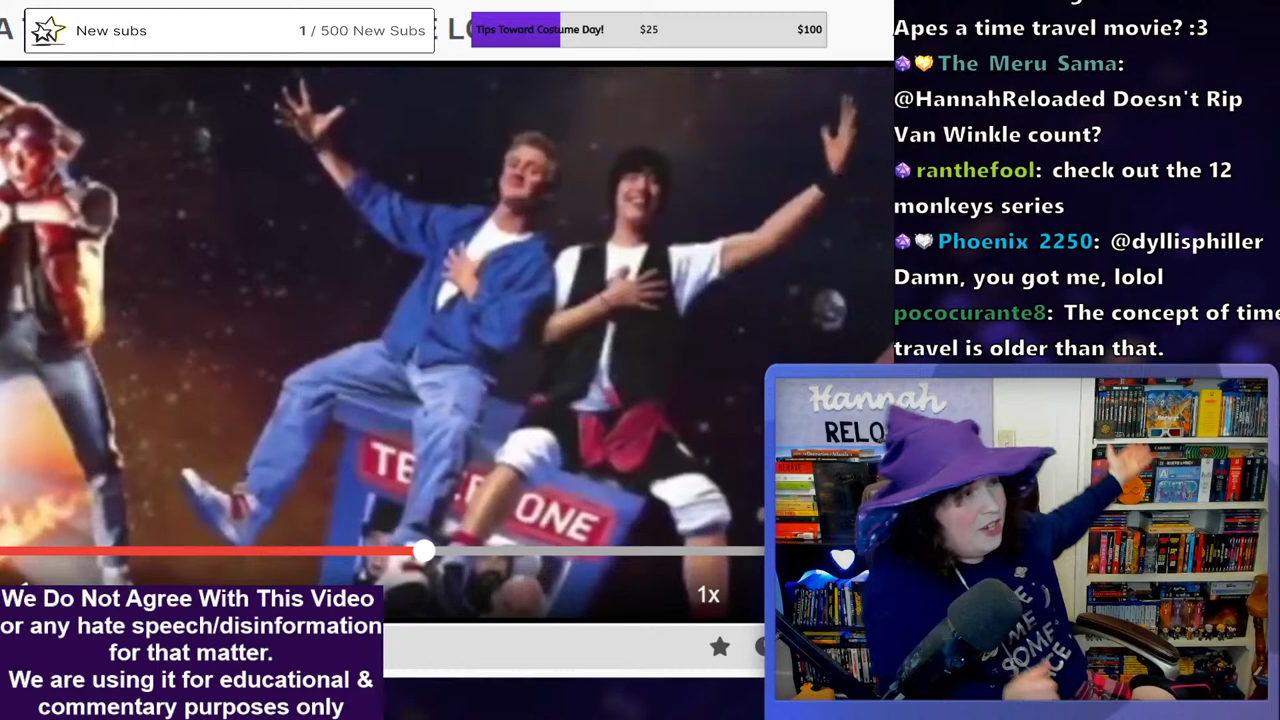 New subs
1 / 500 New Subs
Tips Toward Costume Day!
$25
$100
Apes a time travel movie? :3
The Meru Sama:
@HannahReloaded Doesn't Rip
Van Winkle count?
ranthefool: check out the 12
monkeys series
Phoenix 2250: @dyllisphiller
Damn, you got me, lolol
pococurante8: The concept of time
travel is older than that.
ONE
1x
We Do Not Agree With This Video
or any hate speech/disinformation
for that matter.
We are using it for educational &
commentary purposes only
Hannah
RELO